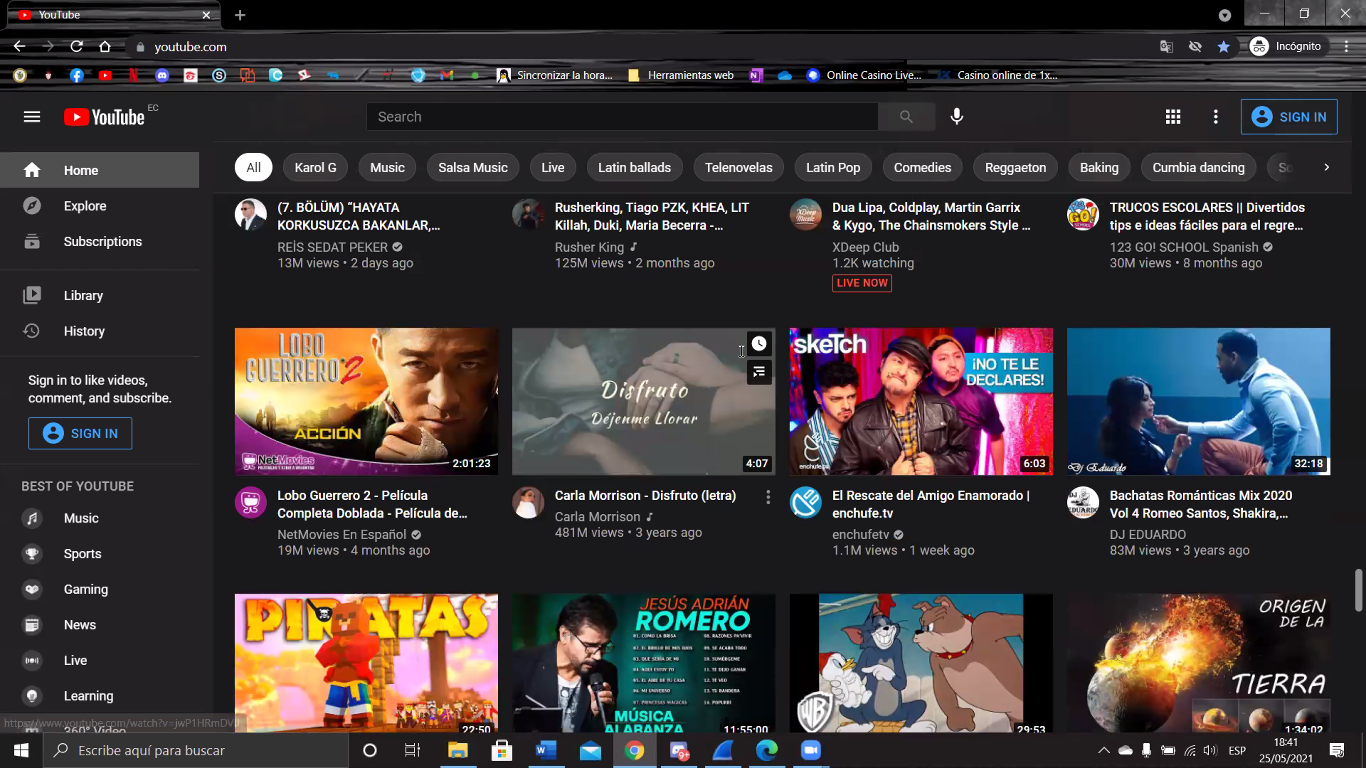 YouTube
youtube.com
Incógnito
Sincronizar la hora...
Herramientas web
Online Casino Live...
Casino online de 1x...
YouTube EC
Search
SIGN IN
Home
Explore
Subscriptions
Library
History
Sign in to like videos,
comment, and subscribe.
SIGN IN
BEST OF YOUTUBE
Music
Sports
Gaming
News
Live
Learning
360° Video
https://www.youtube.com/watch?v=jwP1HRmDV
All
Karol G
Music
Salsa Music
Live
Latin ballads
Telenovelas
Latin Pop
Comedies
Reggaeton
Baking
Cumbia dancing
(7. BÖLÜM) “HAYATA
KORKUSUZCA BAKANLAR,...
REİS SEDAT PEKER
13M views • 2 days ago
Rusherking, Tiago PZK, KHEA, LIT
Killah, Duki, Maria Becerra -...
Rusher King
125M views • 2 months ago
Dua Lipa, Coldplay, Martin Garrix
& Kygo, The Chainsmokers Style ...
XDeep Club
1.2K watching
LIVE NOW
GO!
TRUCOS ESCOLARES || Divertidos
tips e ideas fáciles para el regre...
123 GO! SCHOOL Spanish
30M views • 8 months ago
LOBO
GUERRERO 2
ACCIÓN
NetMovies
2:01:23
Lobo Guerrero 2 - Película
Completa Doblada - Película de...
NetMovies En Español
19M views • 4 months ago
Disfruto
Déjenme Llorar
4:07
Carla Morrison - Disfruto (letra)
Carla Morrison
481M views • 3 years ago
skeTch
¡NO TE LE
DECLARES!
enchufe.tv
6:03
El Rescate del Amigo Enamorado |
enchufe.tv
enchufetv
1.1M views • 1 week ago
Dj Eduardo
32:18
DJ
EDUARDO
Bachatas Románticas Mix 2020
Vol 4 Romeo Santos, Shakira,...
DJ EDUARDO
83M views • 3 years ago
PIRATAS
22:50
JESÚS ADRIÁN
ROMERO
MÚSICA
ALABANZA
11:55:00
WB
29:53
ORIGEN
DE LA
TIERRA
1:34:02
Escribe aquí para buscar
ESP
18:41
25/05/2021